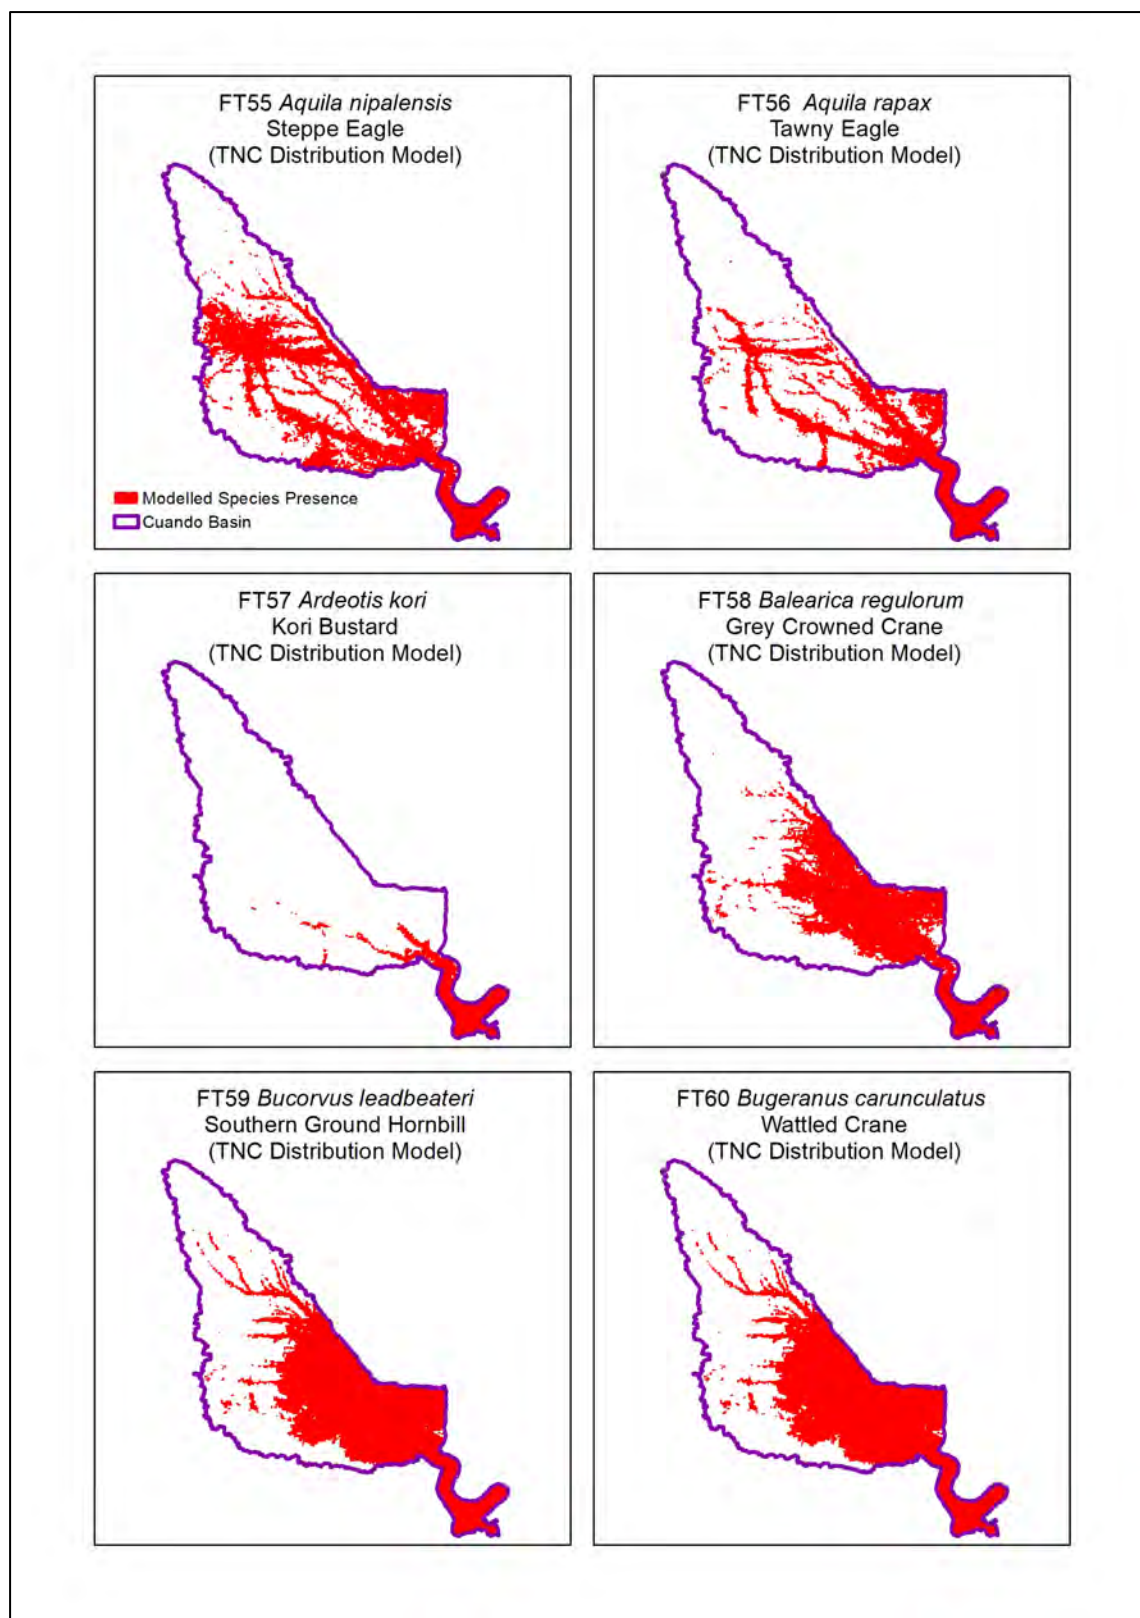 FT55 Aquila nipalensis
Steppe Eagle
(TNC Distribution Model)
Modelled Species Presence
Cuando Basin
FT56 Aquila rapax
Tawny Eagle
(TNC Distribution Model)
FT57 Ardeotis kori
Kori Bustard
(TNC Distribution Model)
FT58 Balearica regulorum
Grey Crowned Crane
(TNC Distribution Model)
FT59 Bucorvus leadbeateri
Southern Ground Hornbill
(TNC Distribution Model)
FT60 Bugeranus carunculatus
Wattled Crane
(TNC Distribution Model)